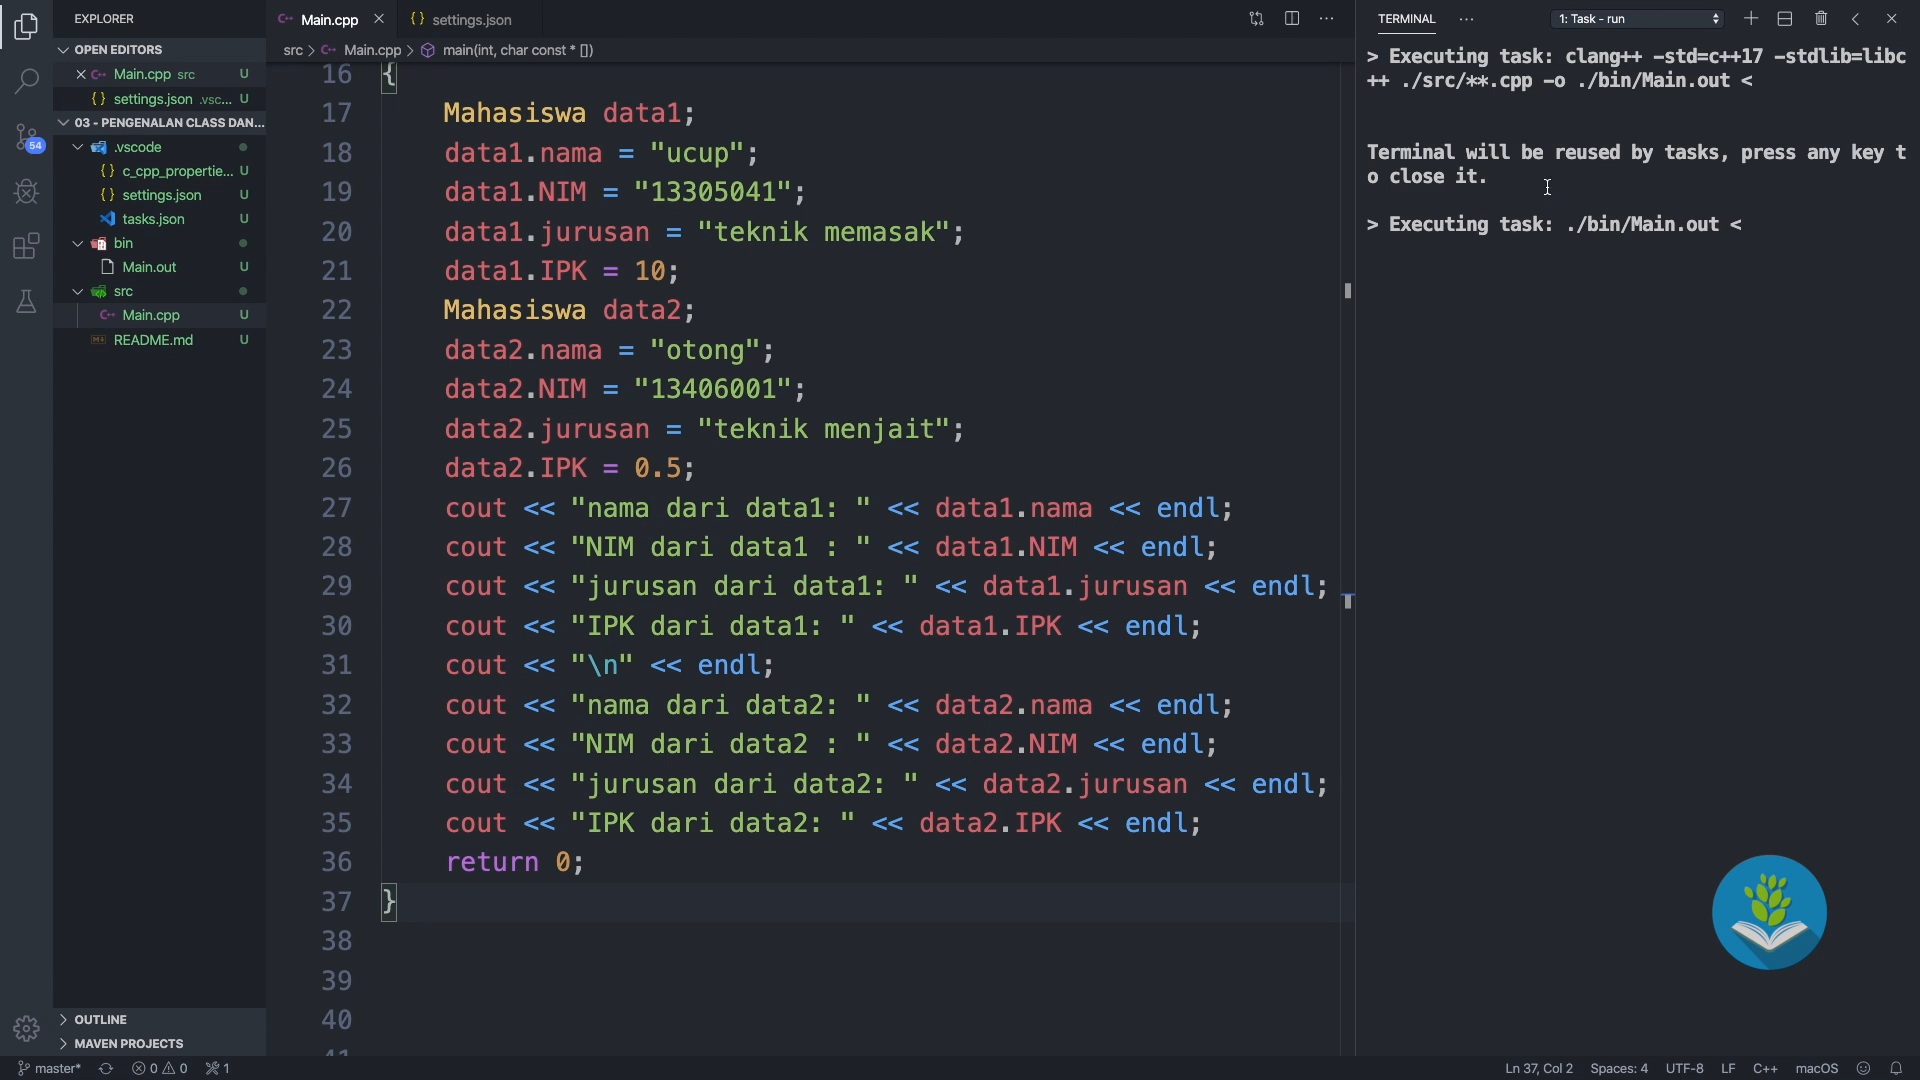 EXPLORER
OPEN EDITORS
Main.cpp src U
settings.json .vsc... U
03 - PENGENALAN CLASS DAN...
.vscode
c_cpp_propertie... U
settings.json U
tasks.json U
bin
Main.out U
src
Main.cpp U
README.md U
OUTLINE
MAVEN PROJECTS
54
Main.cpp
settings.json
src > Main.cpp > main(int, char const * [])
16 {
17 Mahasiswa data1;
18 data1.nama = "ucup";
19 data1.NIM = "13305041";
20 data1.jurusan = "teknik memasak";
21 data1.IPK = 10;
22 Mahasiswa data2;
23 data2.nama = "otong";
24 data2.NIM = "13406001";
25 data2.jurusan = "teknik menjait";
26 data2.IPK = 0.5;
27 cout << "nama dari data1: " << data1.nama << endl;
28 cout << "NIM dari data1 : " << data1.NIM << endl;
29 cout << "jurusan dari data1: " << data1.jurusan << endl;
30 cout << "IPK dari data1: " << data1.IPK << endl;
31 cout << "\n" << endl;
32 cout << "nama dari data2: " << data2.nama << endl;
33 cout << "NIM dari data2 : " << data2.NIM << endl;
34 cout << "jurusan dari data2: " << data2.jurusan << endl;
35 cout << "IPK dari data2: " << data2.IPK << endl;
36 return 0;
37 }
38
39
40
41
TERMINAL
1: Task - run
> Executing task: clang++ -std=c++17 -stdlib=libc
++ ./src/**.cpp -o ./bin/Main.out <
Terminal will be reused by tasks, press any key t
o close it.
> Executing task: ./bin/Main.out <
master* 0 0 1
Ln 37, Col 2 Spaces: 4 UTF-8 LF C++ macOS